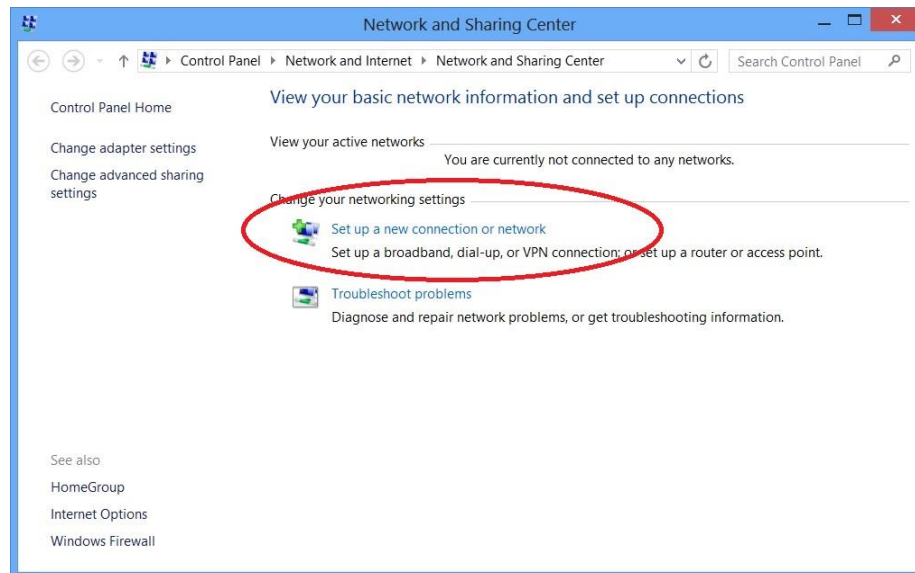 Network and Sharing Center
Control Panel Network and Internet Network and Sharing Center
Search Control Panel
Control Panel Home
Change adapter settings
Change advanced sharing
settings
View your basic network information and set up connections
View your active networks
You are currently not connected to any networks.
Change your networking settings
Set up a new connection or network
Set up a broadband, dial-up, or VPN connection; or set up a router or access point.
Troubleshoot problems
Diagnose and repair network problems, or get troubleshooting information.
See also
HomeGroup
Internet Options
Windows Firewall